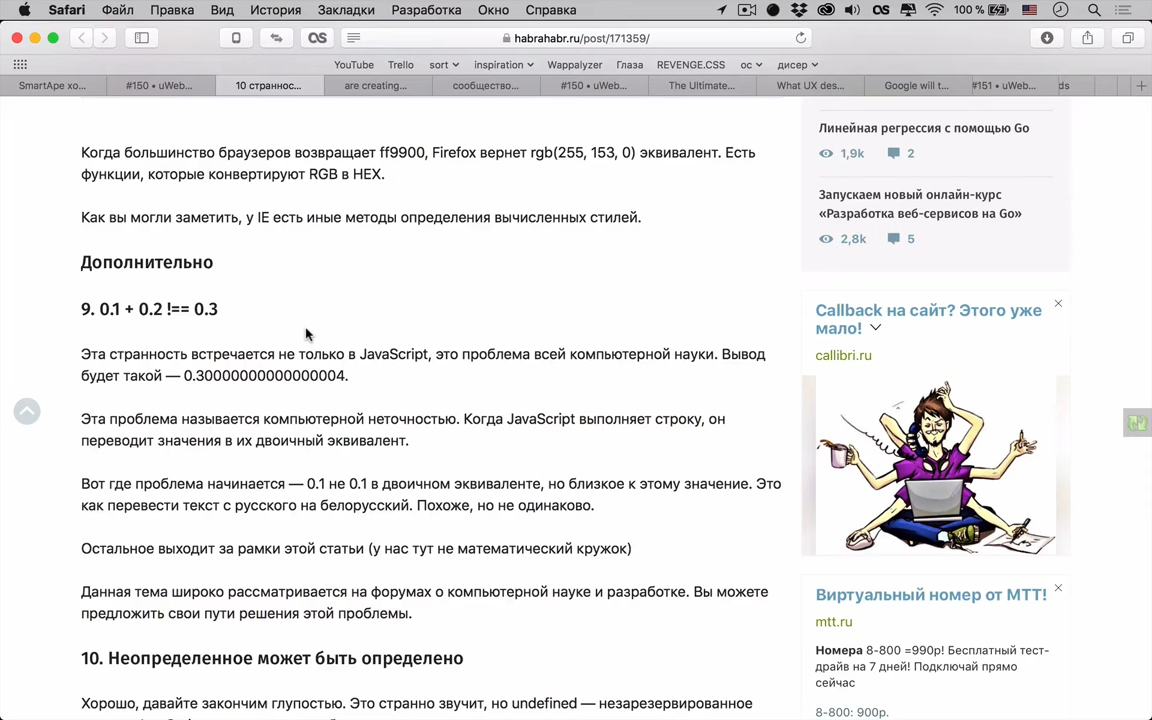 Safari Файл Правка Вид История Закладки Разработка Окно Справка 100 %
habrahabr.ru/post/171359/
YouTube Trello sort inspiration Wappalyzer Глаза REVENGE.CSS ос дисер
SmartApe хо... #150 • uWeb... 10 страннос... are creating... сообщество... #150 • uWeb... The Ultimate... What UX des... Google will t... #151 • uWeb... ds
Когда большинство браузеров возвращает ff9900, Firefox вернет rgb(255, 153, 0) эквивалент. Есть
функции, которые конвертируют RGB в HEX.
Как вы могли заметить, у IE есть иные методы определения вычисленных стилей.
Дополнительно
9. 0.1 + 0.2 !== 0.3
Эта странность встречается не только в JavaScript, это проблема всей компьютерной науки. Вывод
будет такой — 0.30000000000000004.
Эта проблема называется компьютерной неточностью. Когда JavaScript выполняет строку, он
переводит значения в их двоичный эквивалент.
Вот где проблема начинается — 0.1 не 0.1 в двоичном эквиваленте, но близкое к этому значение. Это
как перевести текст с русского на белорусский. Похоже, но не одинаково.
Остальное выходит за рамки этой статьи (у нас тут не математический кружок)
Данная тема широко рассматривается на форумах о компьютерной науке и разработке. Вы можете
предложить свои пути решения этой проблемы.
10. Неопределенное может быть определено
Хорошо, давайте закончим глупостью. Это странно звучит, но undefined — незарезервированное
Линейная регрессия с помощью Go
1,9k 2
Запускаем новый онлайн-курс
«Разработка веб-сервисов на Go»
2,8k 5
Callback на сайт? Этого уже
мало!
callibri.ru
Виртуальный номер от МТТ!
mtt.ru
Номера 8-800 =990р! Бесплатный тест-
драйв на 7 дней! Подключай прямо
сейчас
8-800: 900р.